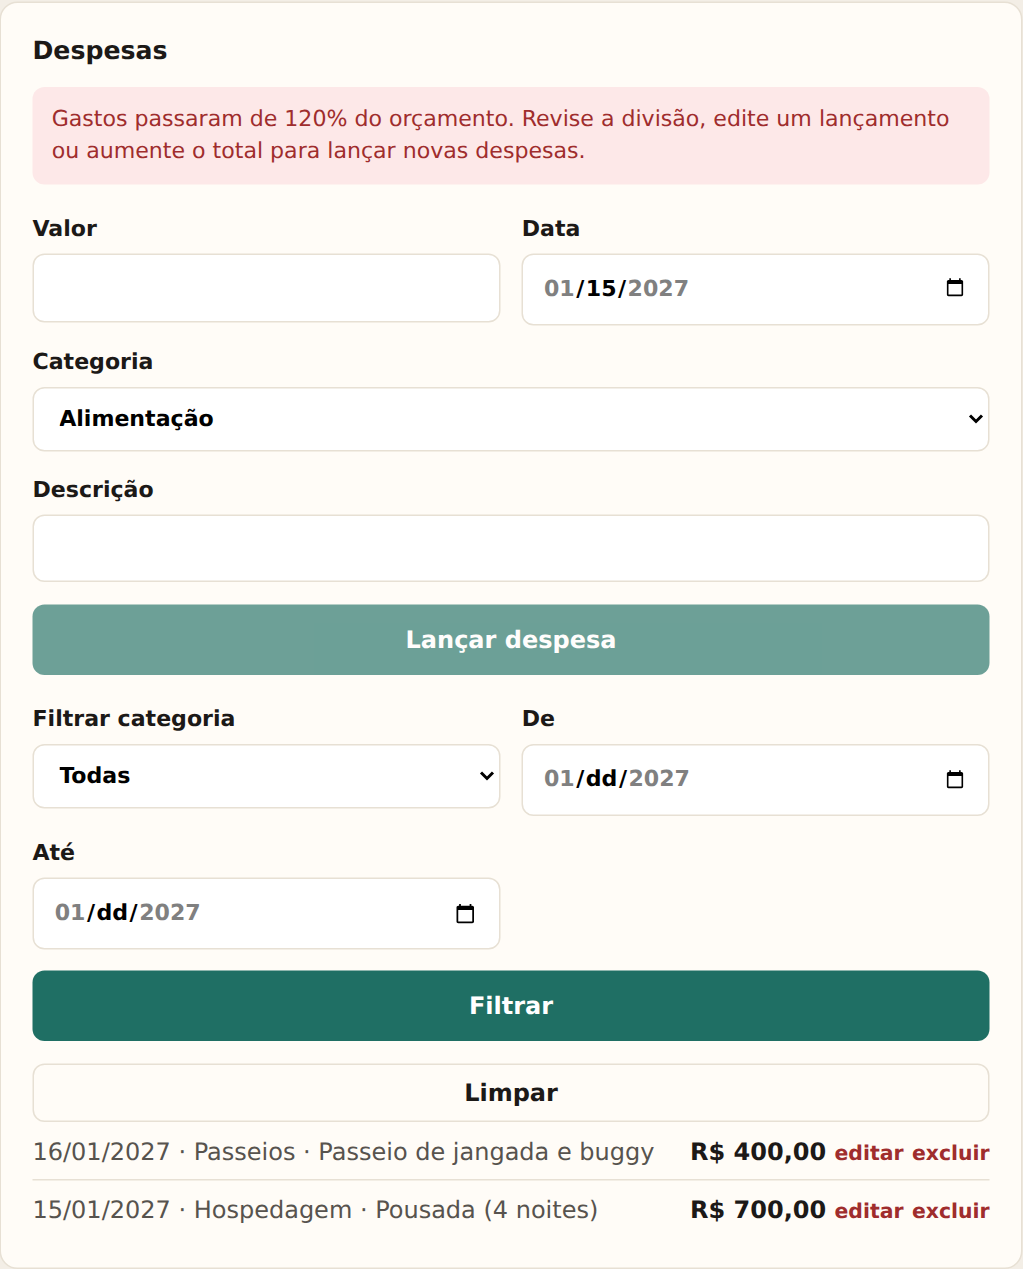 Despesas
Gastos passaram de 120% do orçamento. Revise a divisão, edite um lançamento
ou aumente o total para lançar novas despesas.
Valor
Data
01/15/2027
Categoria
Alimentação
Descrição
Lançar despesa
Filtrar categoria
De
Todas
01/dd/2027
Até
01/dd/2027
Filtrar
Limpar
16/01/2027 · Passeios · Passeio de jangada e buggy R$ 400,00 editar excluir
15/01/2027 · Hospedagem · Pousada (4 noites) R$ 700,00 editar excluir